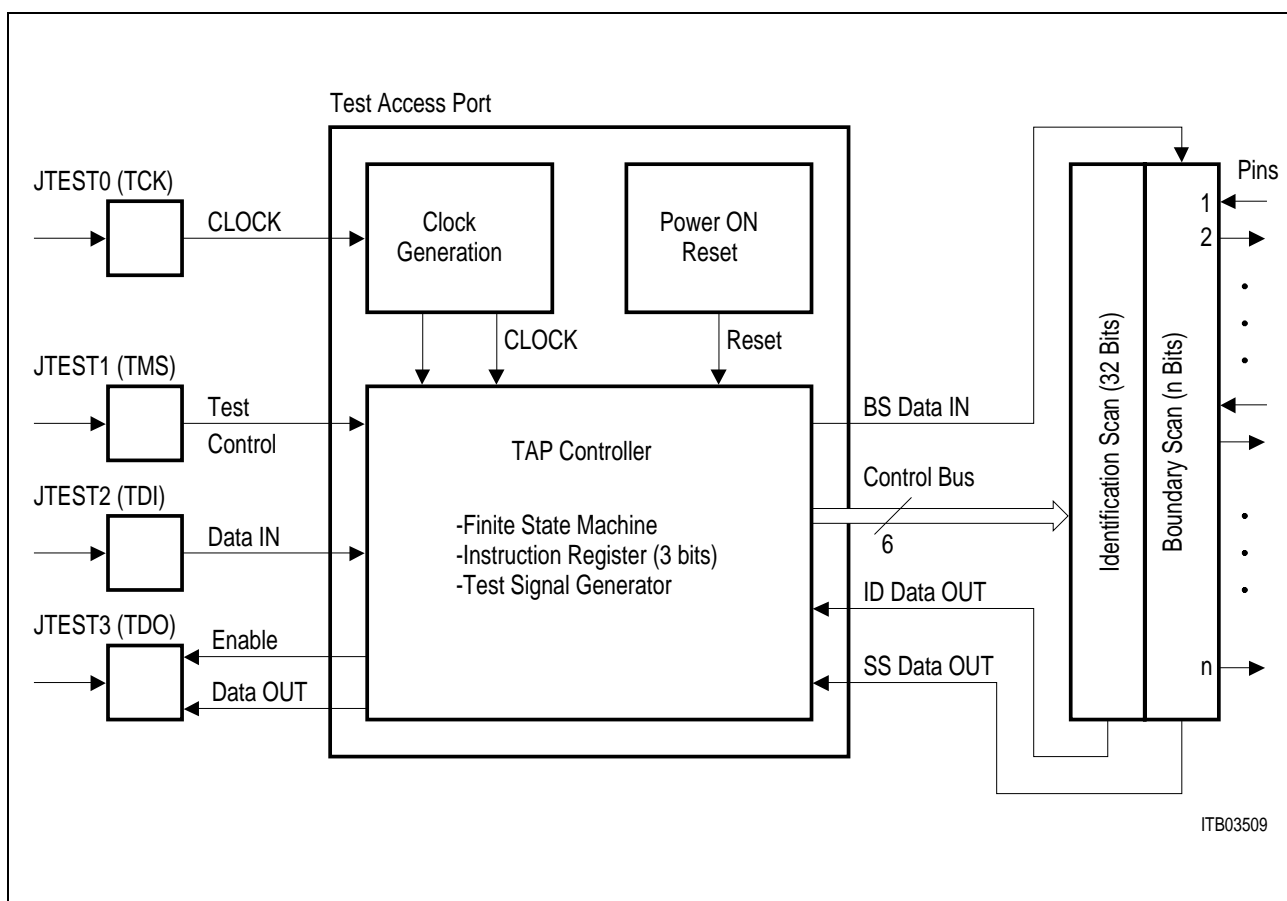 Test Access Port
JTEST0 (TCK)
CLOCK
Clock
Generation
Power ON
Reset
CLOCK
Reset
JTEST1 (TMS)
Test
Control
TAP Controller
-Finite State Machine
-Instruction Register (3 bits)
-Test Signal Generator
JTEST2 (TDI)
Data IN
JTEST3 (TDO)
Enable
Data OUT
BS Data IN
Control Bus
6
ID Data OUT
SS Data OUT
Identification Scan (32 Bits)
Boundary Scan (n Bits)
Pins
1
2
n
ITB03509